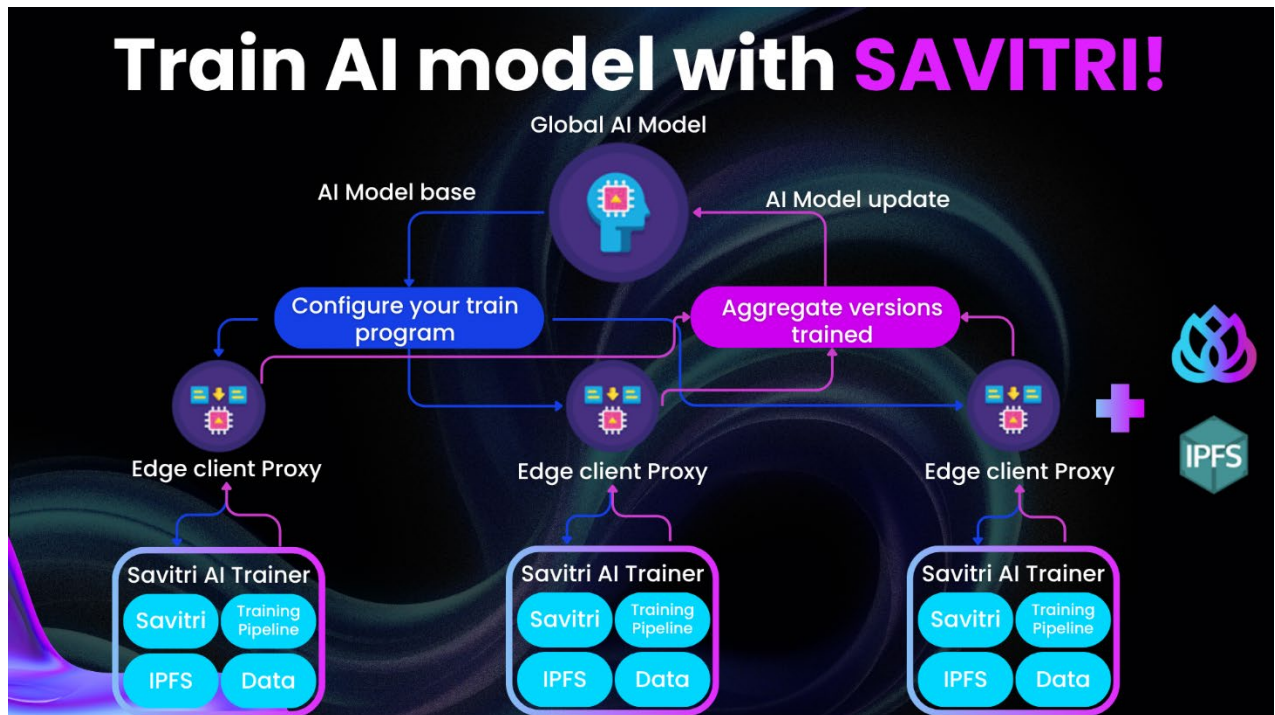 Train AI model with SAVITRI!
Global AI Model
AI Model base
AI Model update
Configure your train
program
Aggregate versions
trained
IPFS
Edge client Proxy
Edge client Proxy
Edge client Proxy
Savitri AI Trainer
Savitri
Training
Pipeline
IPFS
Data
Savitri AI Trainer
Savitri
Training
Pipeline
IPFS
Data
Savitri AI Trainer
Savitri
Training
Pipeline
IPFS
Data